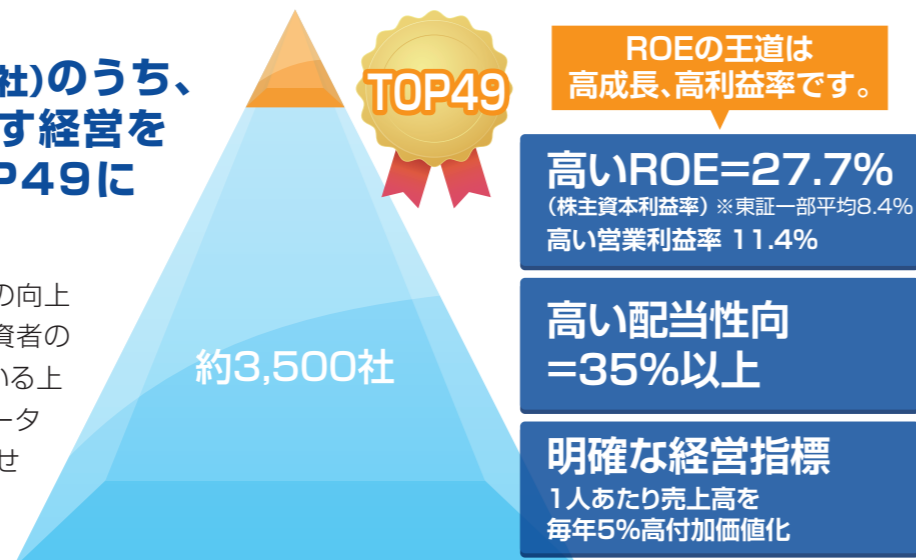 社)のうち、
す経営を
P49に
の向上
資者の
いる上
ータ
せ
約3,500社
TOP49
ROEの王道は
高成長、高利益率です。
高いROE=27.7%
(株主資本利益率) ※東証一部平均8.4%
高い営業利益率 11.4%
高い配当性向
=35%以上
明確な経営指標
1人あたり売上高を
毎年5%高付加価値化